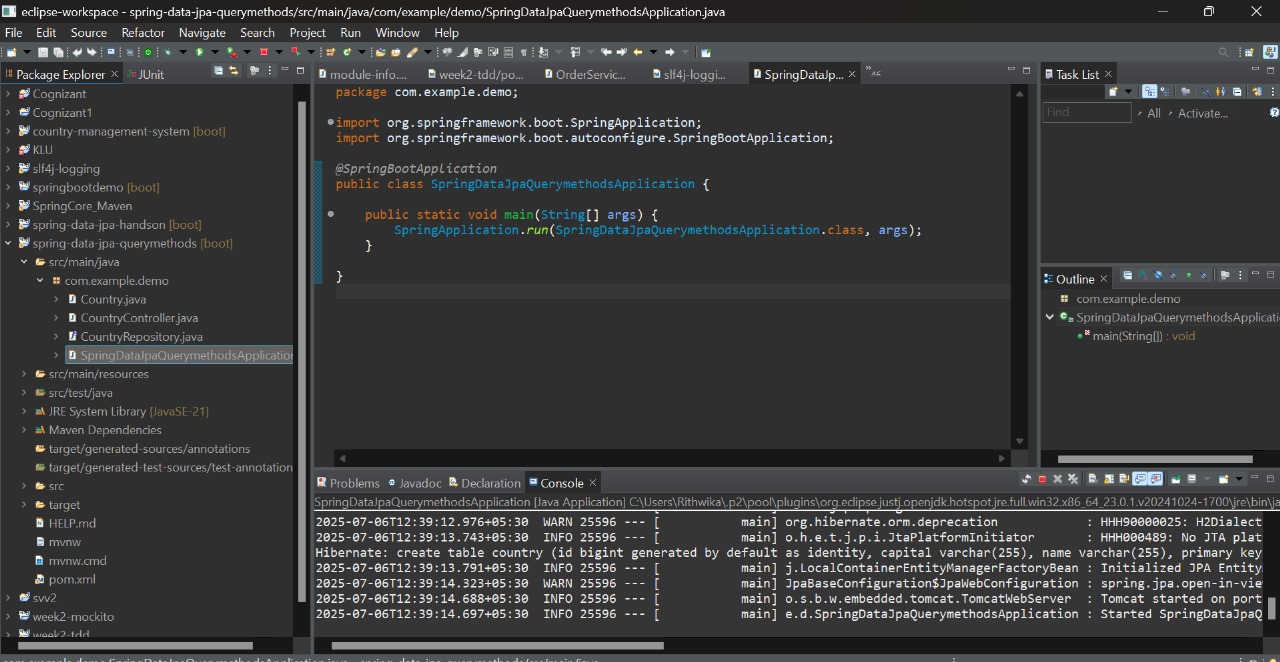 eclipse-workspace - spring-data-jpa-querymethods/src/main/java/com/example/demo/SpringDataJpaQuerymethodsApplication.java
File Edit Source Refactor Navigate Search Project Run Window Help
Package Explorer JUnit
Cognizant
Cognizant1
country-management-system [boot]
KLU
slf4j-logging
springbootdemo [boot]
SpringCore_Maven
spring-data-jpa-handson [boot]
spring-data-jpa-querymethods [boot]
src/main/java
com.example.demo
Country.java
CountryController.java
CountryRepository.java
SpringDataJpaQuerymethodsApplication
src/main/resources
src/test/java
JRE System Library [JavaSE-21]
Maven Dependencies
target/generated-sources/annotations
target/generated-test-sources/test-annotation
src
target
HELP.md
mvnw
mvnw.cmd
pom.xml
svv2
week2-mockito
week2-tdd
module-info.... week2-tdd/po... OrderServic... slf4j-loggi... SpringDataJp...
package com.example.demo;
import org.springframework.boot.SpringApplication;
import org.springframework.boot.autoconfigure.SpringBootApplication;
@SpringBootApplication
public class SpringDataJpaQuerymethodsApplication {
public static void main(String[] args) {
SpringApplication.run(SpringDataJpaQuerymethodsApplication.class, args);
}
}
Task List
Find All Activate...
Outline
com.example.demo
SpringDataJpaQuerymethodsApplicati
main(String[]) : void
Problems Javadoc Declaration Console
SpringDataJpaQuerymethodsApplication [Java Application] C:\Users\Rithwika\.p2\pool\plugins\org.eclipse.justj.openjdk.hotspot.jre.full.win32.x86_64_23.0.1.v20241024-1700\jre\bin\ja
2025-07-06T12:39:12.976+05:30 WARN 25596 --- [ main] org.hibernate.orm.deprecation : HHH90000025: H2Dialect
2025-07-06T12:39:13.743+05:30 INFO 25596 --- [ main] o.h.e.t.j.p.i.JtaPlatformInitiator : HHH000489: No JTA plat
Hibernate: create table country (id bigint generated by default as identity, capital varchar(255), name varchar(255), primary key
2025-07-06T12:39:13.791+05:30 INFO 25596 --- [ main] j.LocalContainerEntityManagerFactoryBean : Initialized JPA Entity
2025-07-06T12:39:14.323+05:30 WARN 25596 --- [ main] JpaBaseConfiguration$JpaWebConfiguration : spring.jpa.open-in-vie
2025-07-06T12:39:14.688+05:30 INFO 25596 --- [ main] o.s.b.w.embedded.tomcat.TomcatWebServer : Tomcat started on port
2025-07-06T12:39:14.697+05:30 INFO 25596 --- [ main] e.d.SpringDataJpaQuerymethodsApplication : Started SpringDataJpaQ